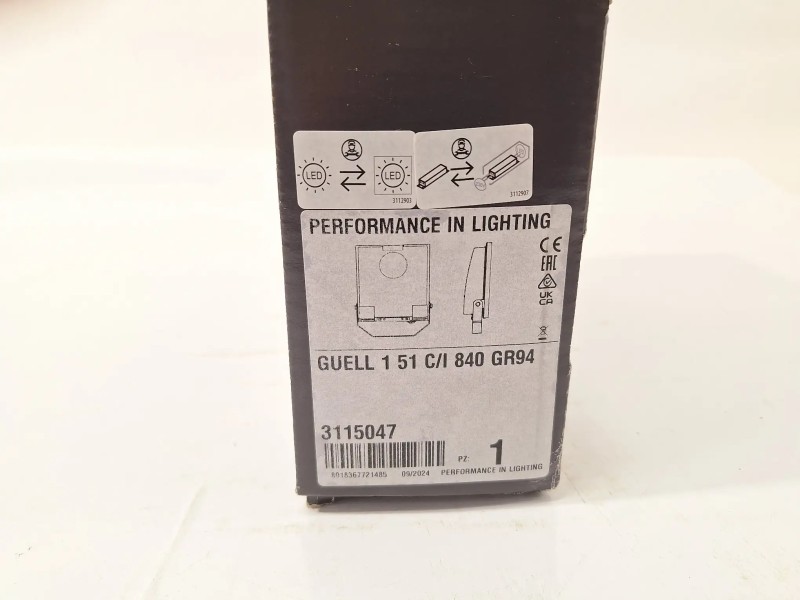 LED
LED
3112903
3112907
PERFORMANCE IN LIGHTING
CE
EAC
UK
CA
GUELL 1 51 C/I 840 GR94
3115047
PZ: 1
8018367721485 09/2024 PERFORMANCE IN LIGHTING